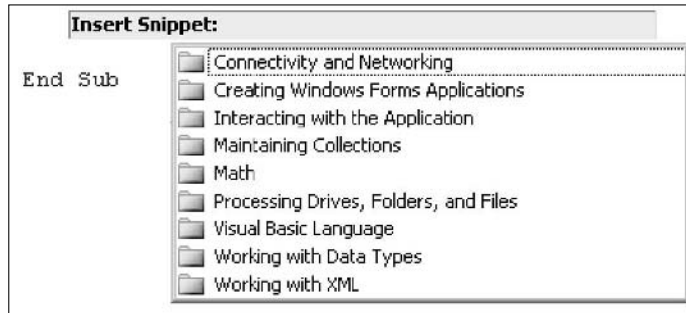 Insert Snippet:
Connectivity and Networking
End Sub
Creating Windows Forms Applications
Interacting with the Application
Maintaining Collections
Math
Processing Drives, Folders, and Files
Visual Basic Language
Working with Data Types
Working with XML